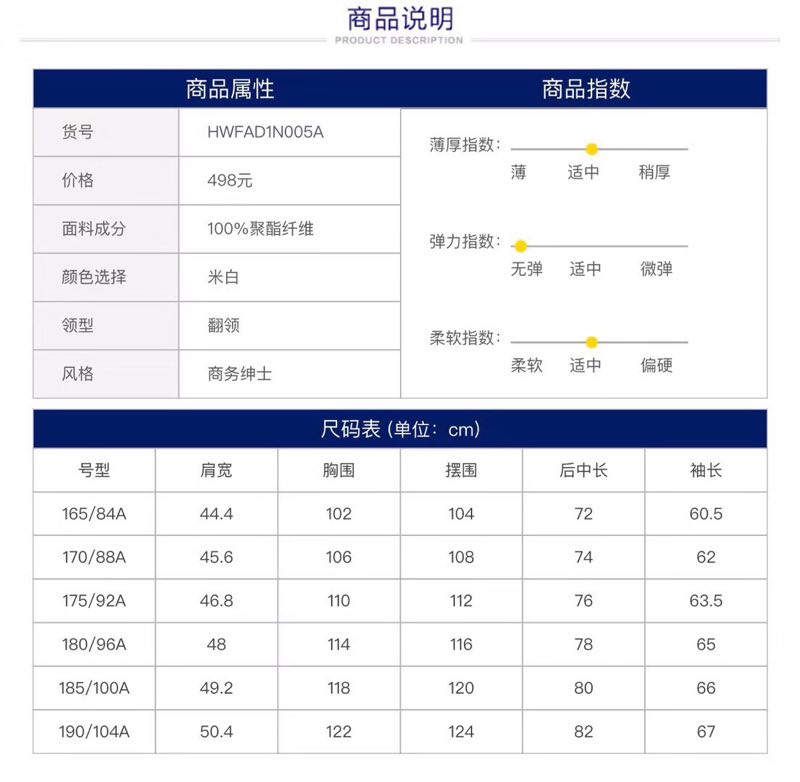 商品说明
PRODUCT DESCRIPTION
商品属性 商品指数
货号 HWFAD1N005A
价格 498元
面料成分 100%聚酯纤维
颜色选择 米白
领型 翻领
风格 商务绅士
薄厚指数:
薄 适中 稍厚
弹力指数:
无弹 适中 微弹
柔软指数:
柔软 适中 偏硬
尺码表 (单位: cm)
号型 肩宽 胸围 摆围 后中长 袖长
165/84A 44.4 102 104 72 60.5
170/88A 45.6 106 108 74 62
175/92A 46.8 110 112 76 63.5
180/96A 48 114 116 78 65
185/100A 49.2 118 120 80 66
190/104A 50.4 122 124 82 67